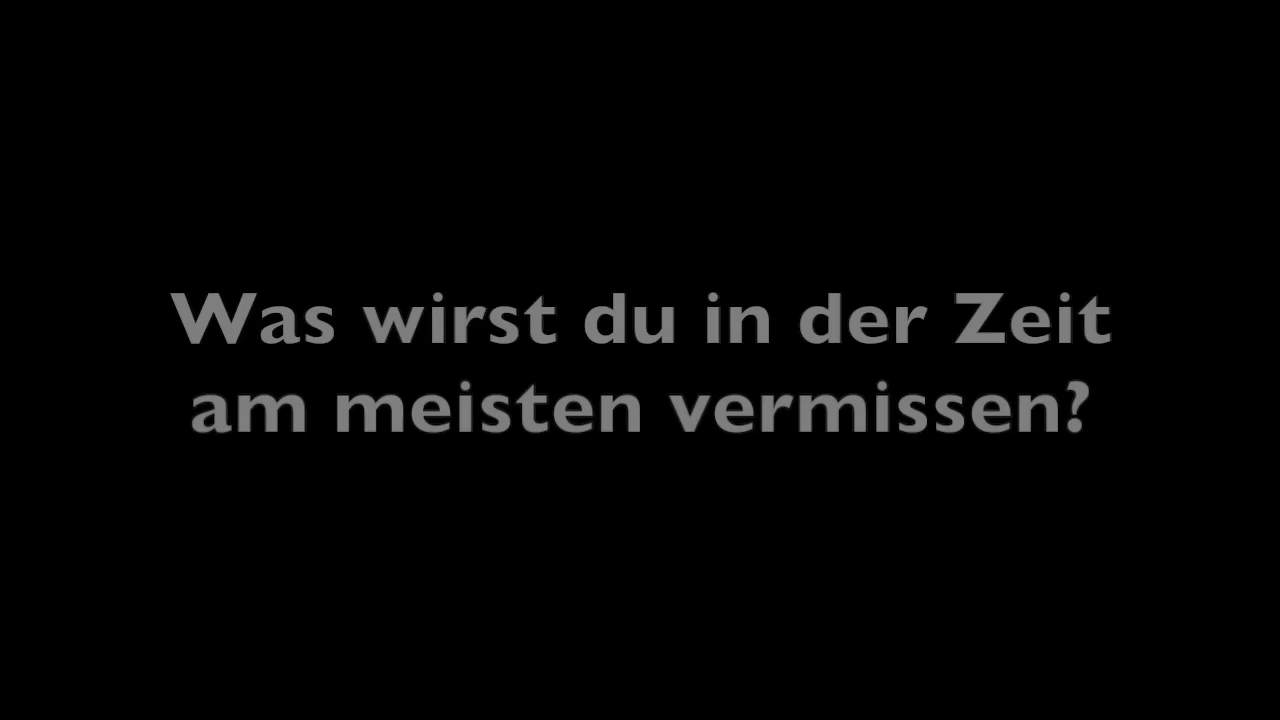 Was wirst du in der Zeit
am meisten vermissen?